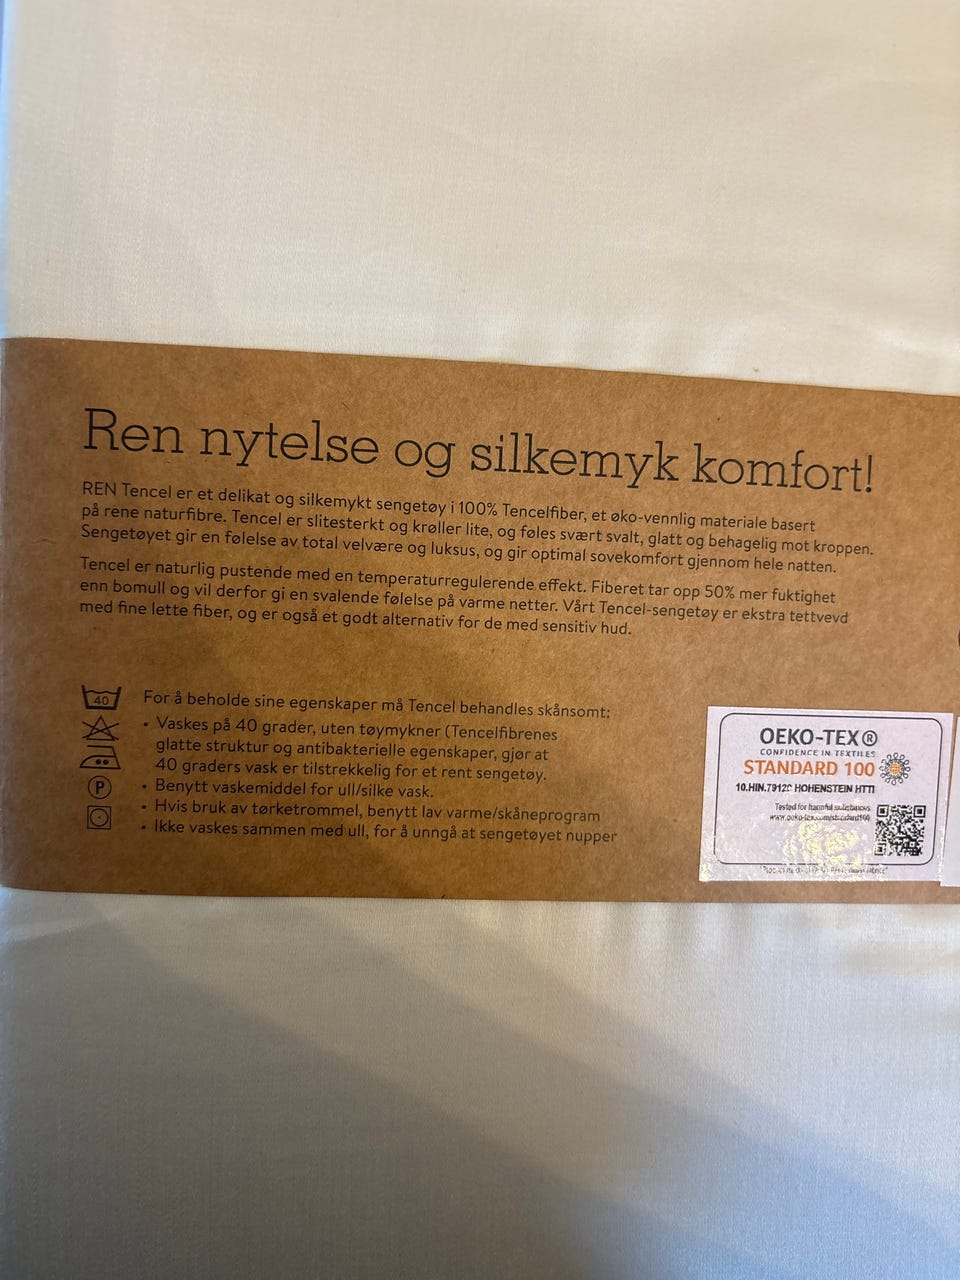 Ren nytelse og silkemyk komfort!
REN Tencel er et delikat og silkemykt sengetøy i 100% Tencelfiber, et øko-vennlig materiale basert
på rene naturfibre. Tencel er slitesterkt og krøller lite, og føles svært svalt, glatt og behagelig mot kroppen.
Sengetøyet gir en følelse av total velvære og luksus, og gir optimal sovekomfort gjennom hele natten.
Tencel er naturlig pustende med en temperaturregulerende effekt. Fiberet tar opp 50% mer fuktighet
enn bomull og vil derfor gi en svalende følelse på varme netter. Vårt Tencel-sengetøy er ekstra tettvevd
med fine lette fiber, og er også et godt alternativ for de med sensitiv hud.
40
For å beholde sine egenskaper må Tencel behandles skånsomt:
• Vaskes på 40 grader, uten tøymykner (Tencelfibrenes
glatte struktur og antibakterielle egenskaper, gjør at
40 graders vask er tilstrekkelig for et rent sengetøy.
• Benytt vaskemiddel for ull/silke vask.
P
• Hvis bruk av tørketrommel, benytt lav varme/skåneprogram
• Ikke vaskes sammen med ull, for å unngå at sengetøyet nupper
OEKO-TEX®
CONFIDENCE IN TEXTILES
STANDARD 100
10.HIN.79120 HOHENSTEIN HTTI
Tested for harmful substances
www.oeko-tex.com/standard100